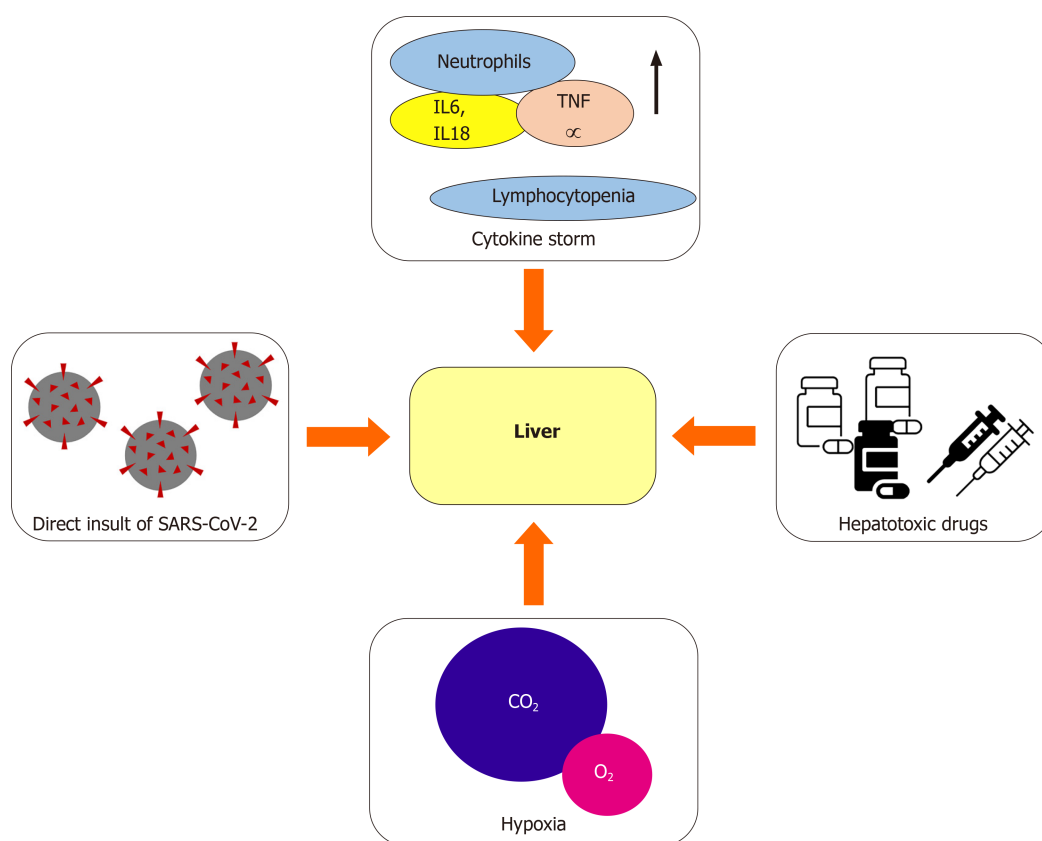 Neutrophils
IL6,
IL18
TNF
∝
Lymphocytopenia
Cytokine storm
Direct insult of SARS-CoV-2
Liver
Hepatotoxic drugs
CO₂
O₂
Hypoxia